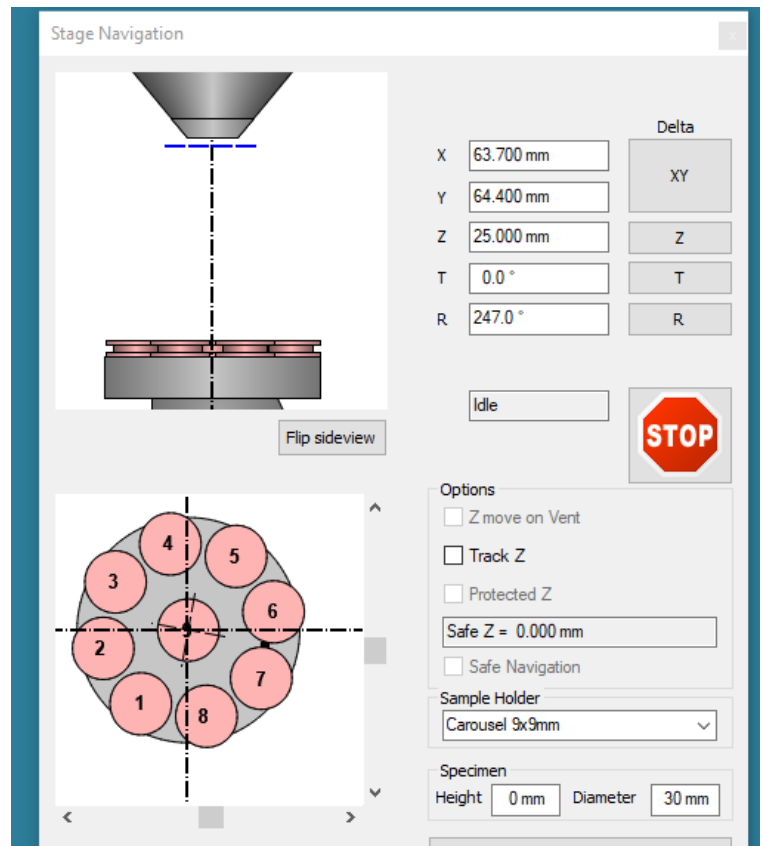 Stage Navigation
x
Delta
X 63.700 mm XY
Y 64.400 mm
Z 25.000 mm Z
T 0.0 ° T
R 247.0 ° R
Idle STOP
Flip sideview
Options
Z move on Vent
Track Z
Protected Z
Safe Z = 0.000 mm
Safe Navigation
Sample Holder
Carousel 9x9mm
Specimen
Height 0 mm Diameter 30 mm
4
5
3
6
9
2
7
1
8